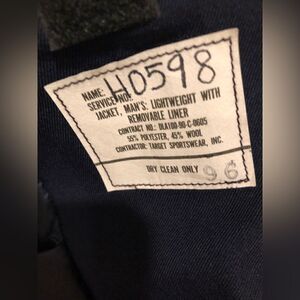 NAME: H0598
SERVICE NO:
JACKET, MAN'S: LIGHTWEIGHT WITH
REMOVABLE LINER
CONTRACT NO.: DLA100-90-C-0605
55% POLYESTER, 45% WOOL
CONTRACTOR: TARGET SPORTSWEAR, INC.
DRY CLEAN ONLY 96